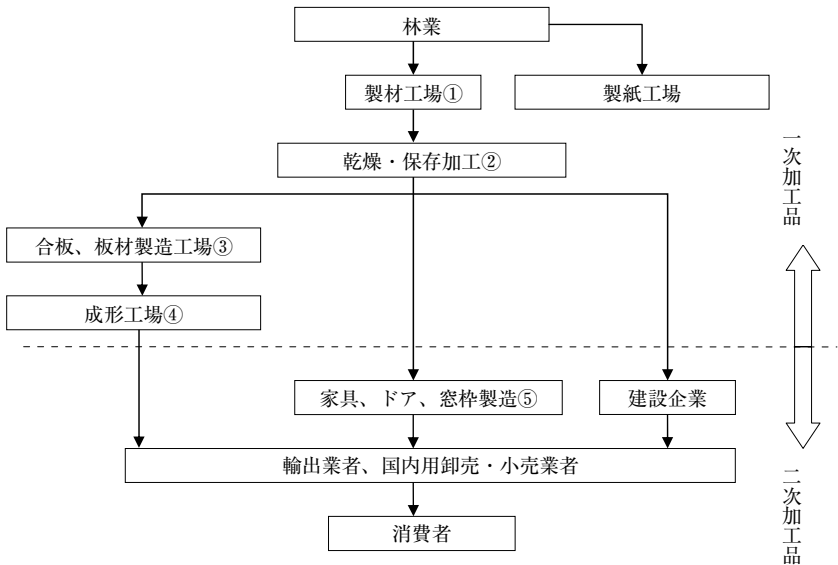 林業
製材工場①
製紙工場
乾燥・保存加工②
一次加工品
合板、板材製造工場③
成形工場④
家具、ドア、窓枠製造⑤
建設企業
輸出業者、国内用卸売・小売業者
二次加工品
消費者